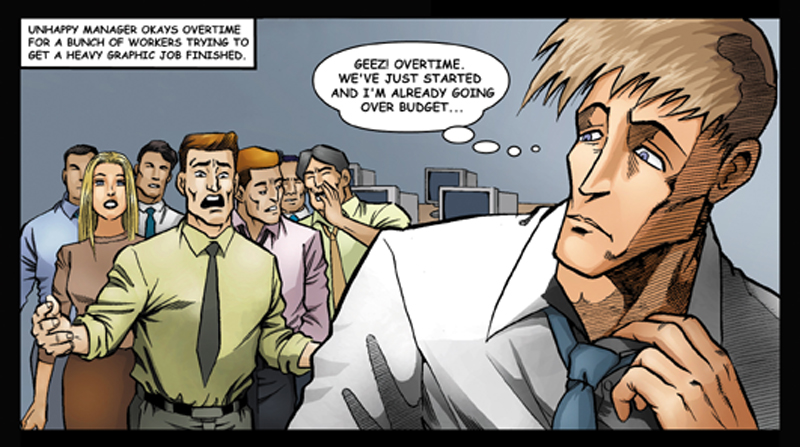 UNHAPPY MANAGER OKAYS OVERTIME
FOR A BUNCH OF WORKERS TRYING TO
GET A HEAVY GRAPHIC JOB FINISHED.
GEEZ! OVERTIME.
WE'VE JUST STARTED
AND I'M ALREADY GOING
OVER BUDGET...